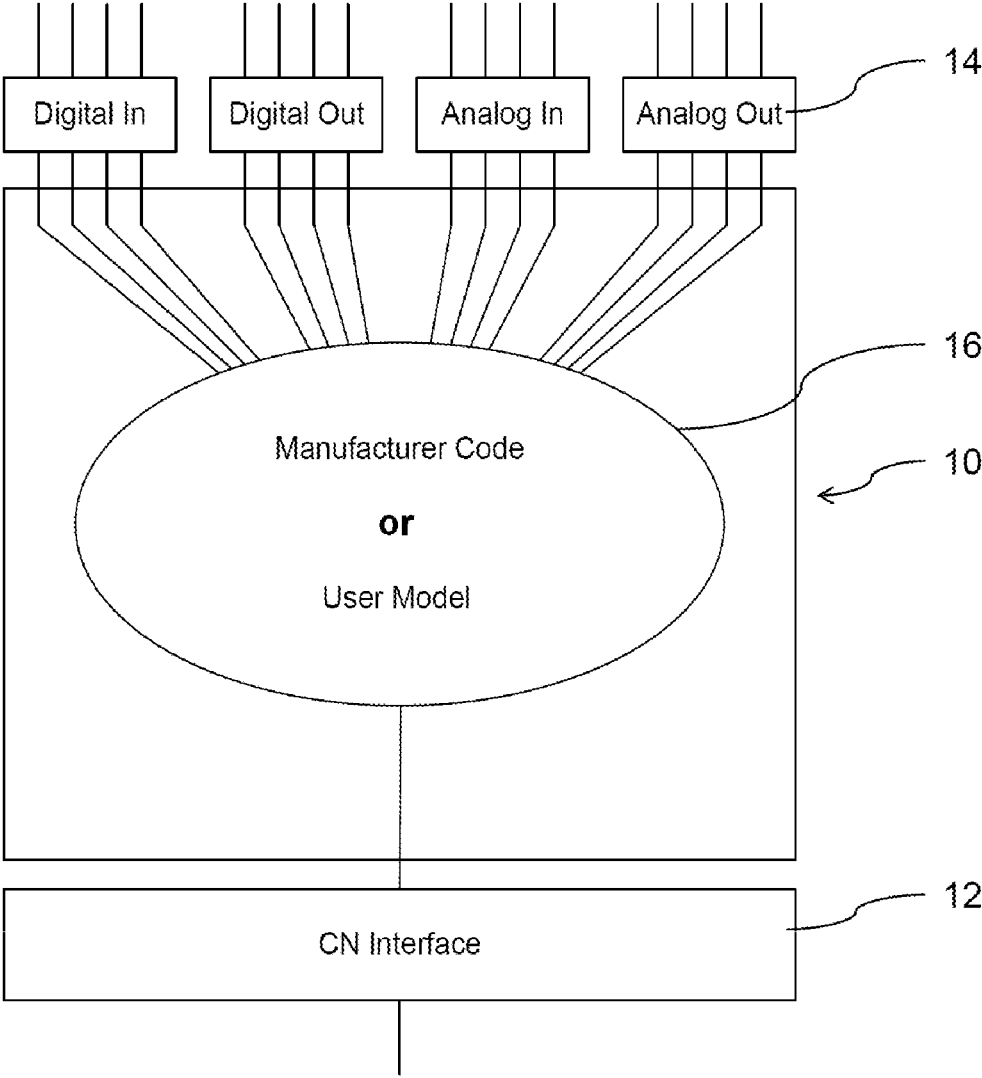 14
Digital In Digital Out Analog In Analog Out
16
Manufacturer Code
10
or
User Model
12
CN Interface